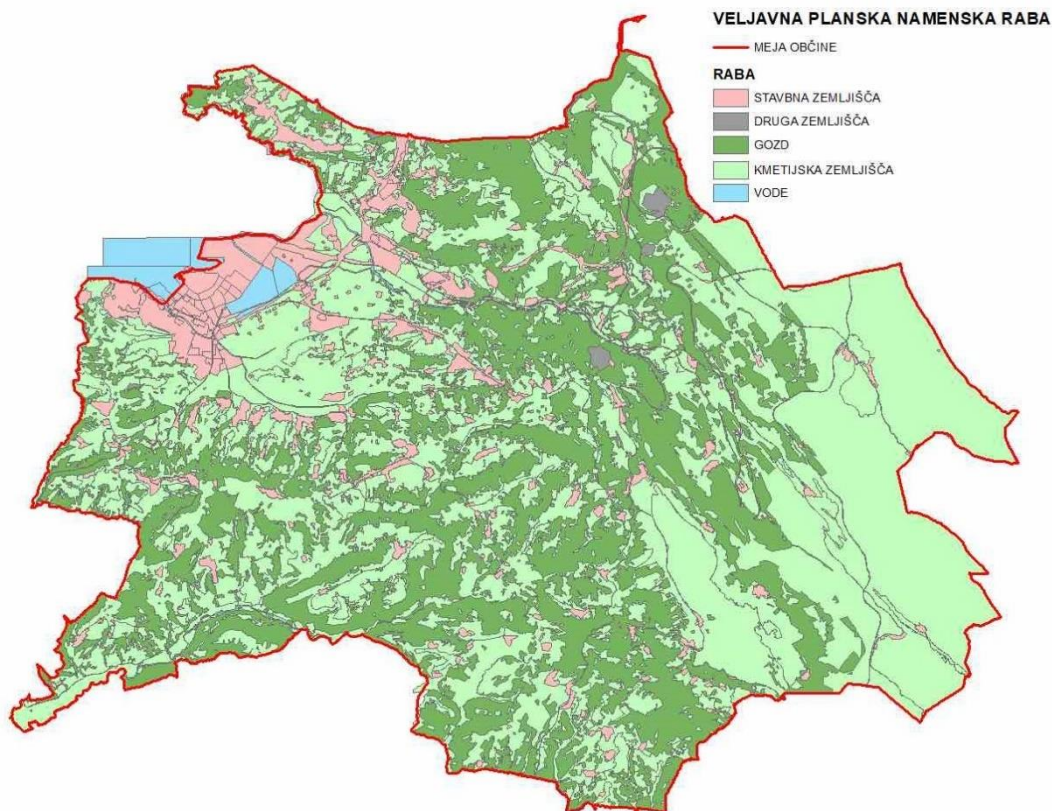 VELJAVNA PLANSKA NAMENSKA RABA
MEJA OBČINE
RABA
STAVBNA ZEMLJIŠČA
DRUGA ZEMLJIŠČA
GOZD
KMETIJSKA ZEMLJIŠČA
VODE